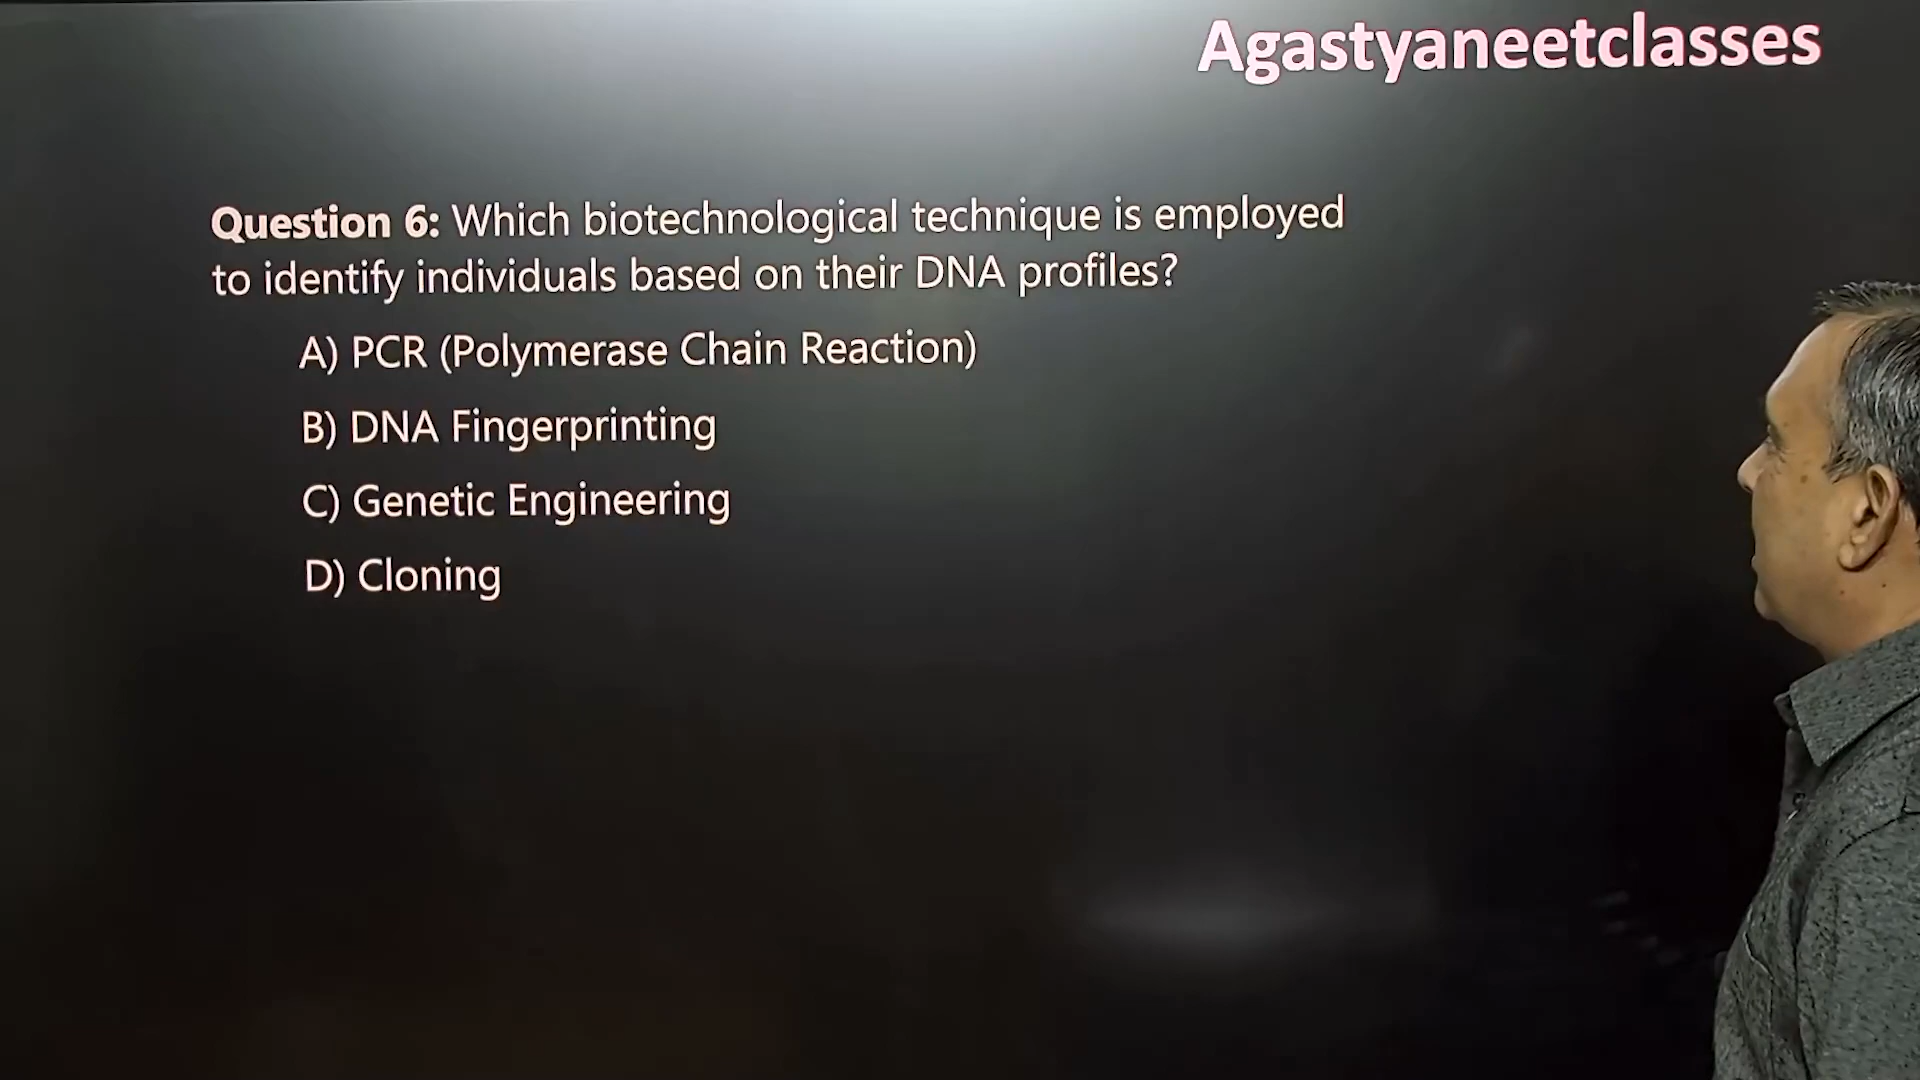 Agastyaneetclasses
Question 6: Which biotechnological technique is employed
to identify individuals based on their DNA profiles?
A) PCR (Polymerase Chain Reaction)
B) DNA Fingerprinting
C) Genetic Engineering
D) Cloning